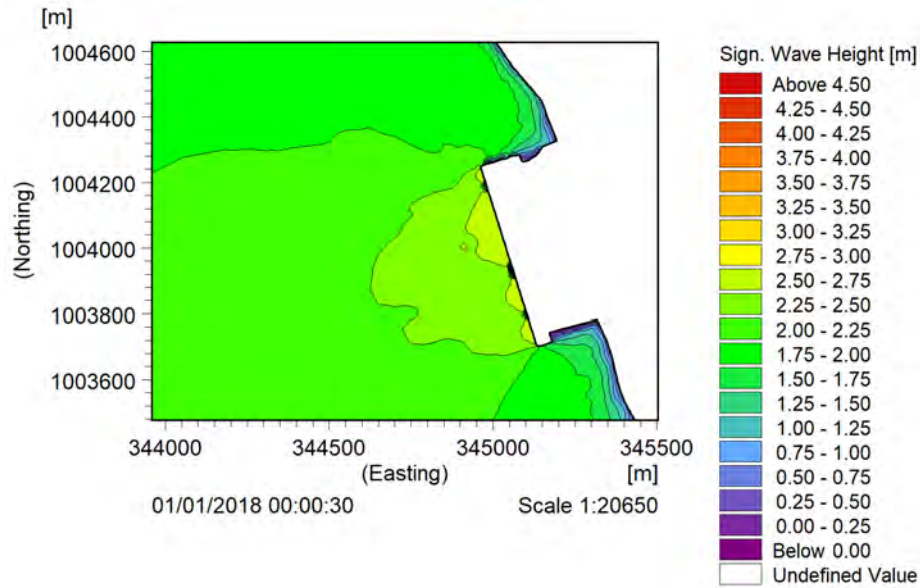 [m]
1004600
1004400
1004200
1004000
1003800
1003600
(Northing)
344000
344500
345000
345500
(Easting)
[m]
01/01/2018 00:00:30
Scale 1:20650
Sign. Wave Height [m]
Above 4.50
4.25 - 4.50
4.00 - 4.25
3.75 - 4.00
3.50 - 3.75
3.25 - 3.50
3.00 - 3.25
2.75 - 3.00
2.50 - 2.75
2.25 - 2.50
2.00 - 2.25
1.75 - 2.00
1.50 - 1.75
1.25 - 1.50
1.00 - 1.25
0.75 - 1.00
0.50 - 0.75
0.25 - 0.50
0.00 - 0.25
Below 0.00
Undefined Value